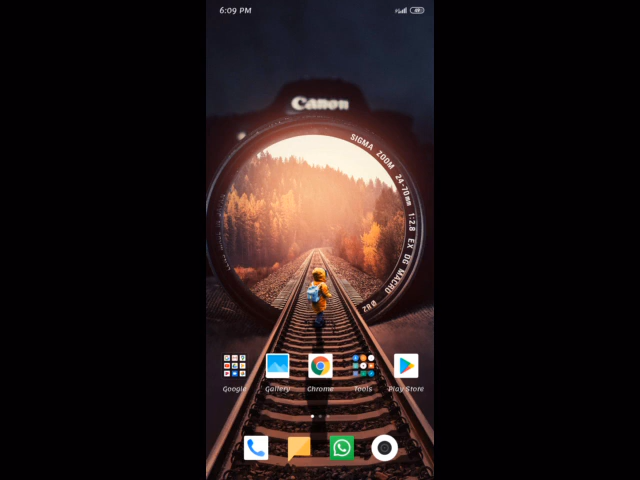 6:09 PM
49
Canon
SIGMA ZOOM 24-70mm 1:2.8 EX DG MACRO Ø82
Google
Gallery
Chrome
Tools
Play Store